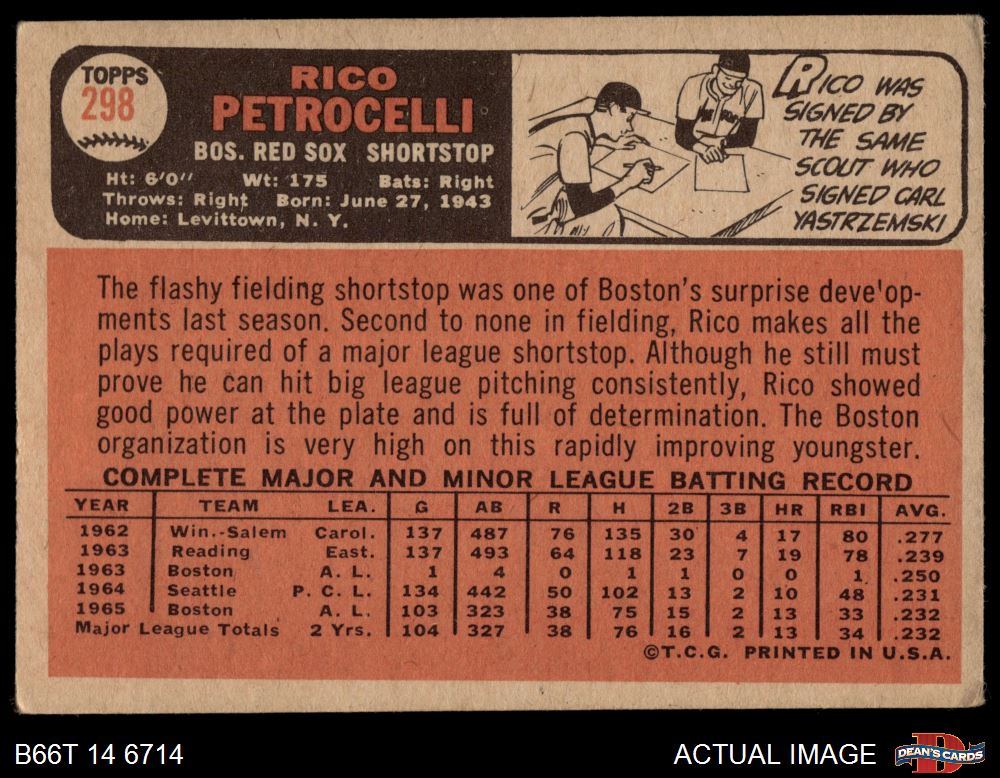 TOPPS
298
RICO
PETROCELLI
BOS. RED SOX SHORTSTOP
Ht: 6'0" Wt: 175 Bats: Right
Throws: Right Born: June 27, 1943
Home: Levittown, N. Y.
RICO WAS
SIGNED BY
THE SAME
SCOUT WHO
SIGNED CARL
YASTRZEMSKI
The flashy fielding shortstop was one of Boston's surprise deve'op-
ments last season. Second to none in fielding, Rico makes all the
plays required of a major league shortstop. Although he still must
prove he can hit big league pitching consistently, Rico showed
good power at the plate and is full of determination. The Boston
organization is very high on this rapidly improving youngster.
COMPLETE MAJOR AND MINOR LEAGUE BATTING RECORD
YEAR TEAM LEA. G AB R H 2B 3B HR RBI AVG.
1962 Win.-Salem Carol. 137 487 76 135 30 4 17 80 .277
1963 Reading East. 137 493 64 118 23 7 19 78 .239
1963 Boston A. L. 1 4 0 1 1 0 0 1 .250
1964 Seattle P. C. L. 134 442 50 102 13 2 10 48 .231
1965 Boston A. L. 103 323 38 75 15 2 13 33 .232
Major League Totals 2 Yrs. 104 327 38 76 16 2 13 34 .232
©T.C.G. PRINTED IN U.S.A.
B66T 14 6714
ACTUAL IMAGE
DEAN'S CARDS